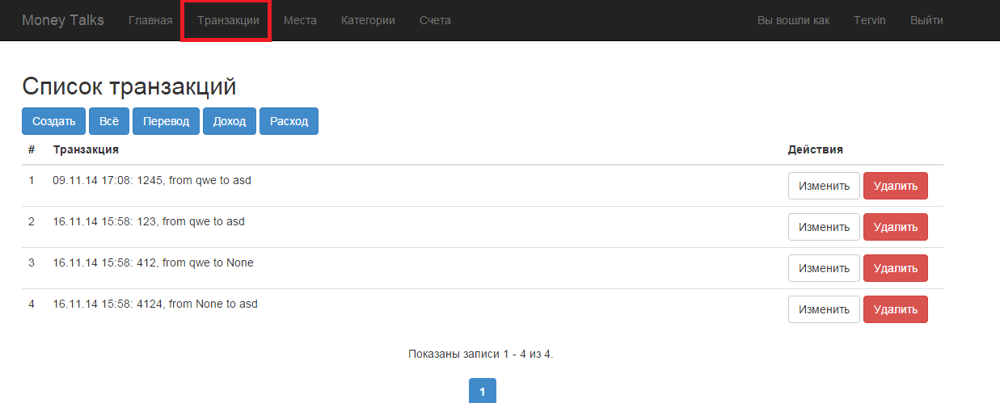 Money Talks Главная Транзакции Места Категории Счета Вы вошли как Tervin Выйти
Список транзакций
Создать Всё Перевод Доход Расход
# Транзакция Действия
1 09.11.14 17:08: 1245, from qwe to asd Изменить Удалить
2 16.11.14 15:58: 123, from qwe to asd Изменить Удалить
3 16.11.14 15:58: 412, from qwe to None Изменить Удалить
4 16.11.14 15:58: 4124, from None to asd Изменить Удалить
Показаны записи 1 - 4 из 4.
1